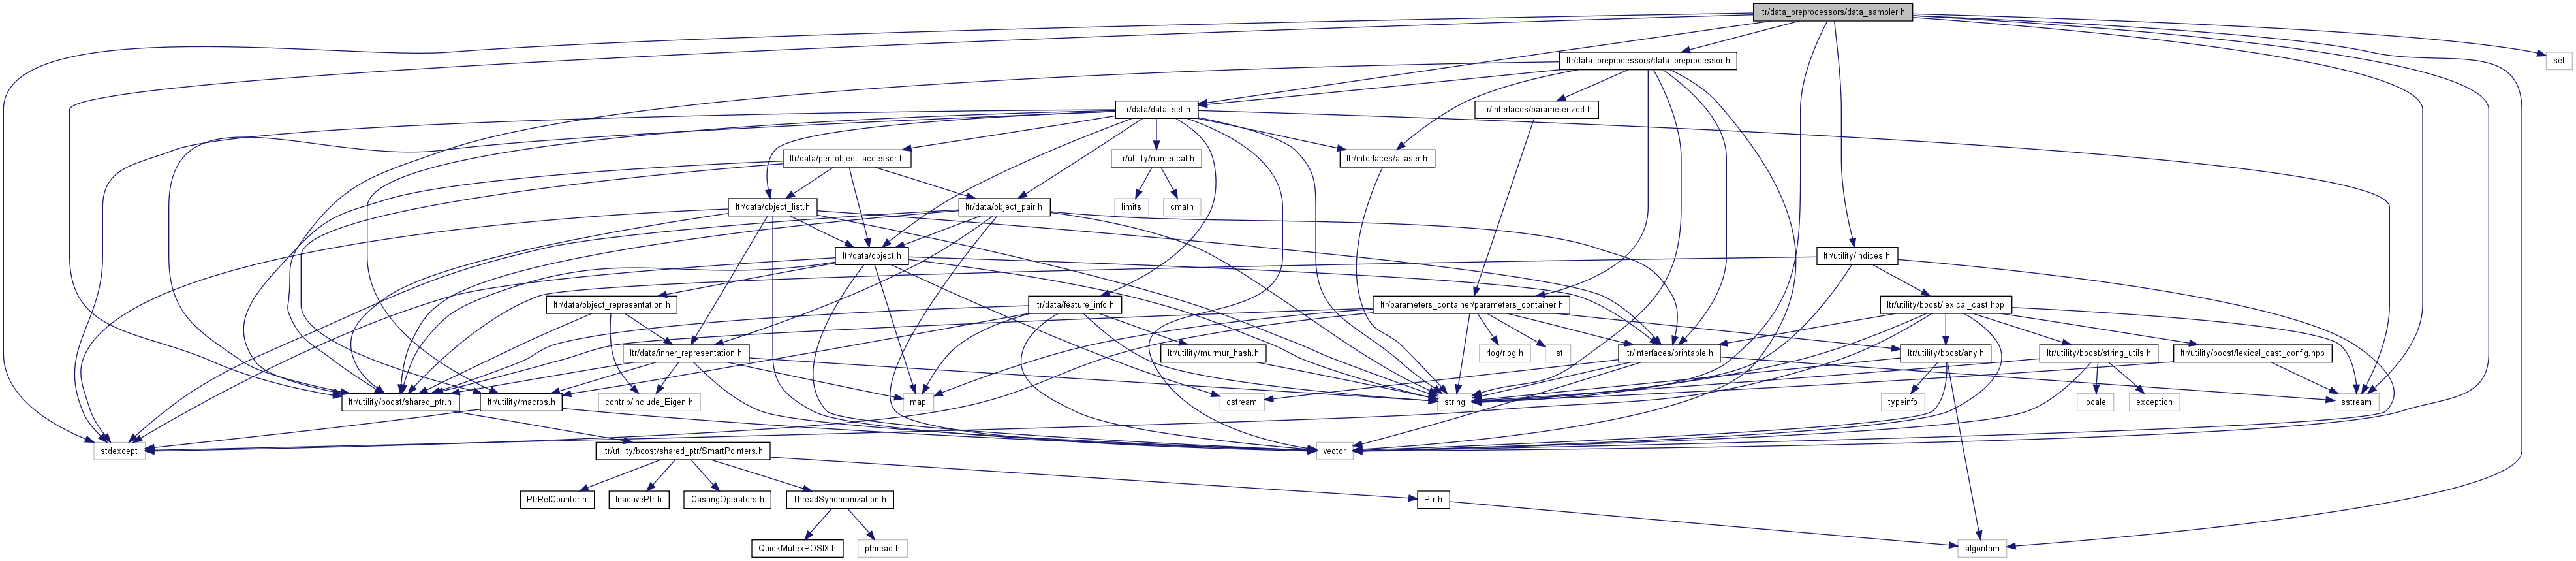 ltr/data_preprocessors/data_sampler.h
ltr/data_preprocessors/data_preprocessor.h
set
ltr/data/data_set.h
ltr/interfaces/parameterized.h
ltr/data/per_object_accessor.h
ltr/utility/numerical.h
ltr/interfaces/aliaser.h
ltr/data/object_list.h
ltr/data/object_pair.h
limits
cmath
ltr/data/object.h
ltr/utility/indices.h
ltr/data/object_representation.h
ltr/data/feature_info.h
ltr/parameters_container/parameters_container.h
ltr/utility/boost/lexical_cast.hpp
ltr/data/inner_representation.h
ltr/utility/murmur_hash.h
rlog/rlog.h
list
ltr/interfaces/printable.h
ltr/utility/boost/any.h
ltr/utility/boost/string_utils.h
ltr/utility/boost/lexical_cast_config.hpp
ltr/utility/boost/shared_ptr.h
ltr/utility/macros.h
contrib/include_Eigen.h
map
ostream
string
typeinfo
locale
exception
sstream
stdexcept
ltr/utility/boost/shared_ptr/SmartPointers.h
vector
PtrRefCounter.h
InactivePtr.h
CastingOperators.h
ThreadSynchronization.h
Ptr.h
QuickMutexPOSIX.h
pthread.h
algorithm